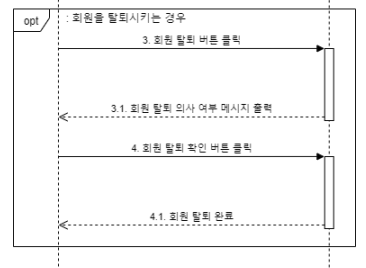 opt
: 회원을 탈퇴시키는 경우
3. 회원 탈퇴 버튼 클릭
3.1. 회원 탈퇴 의사 여부 메시지 출력
4. 회원 탈퇴 확인 버튼 클릭
4.1. 회원 탈퇴 완료